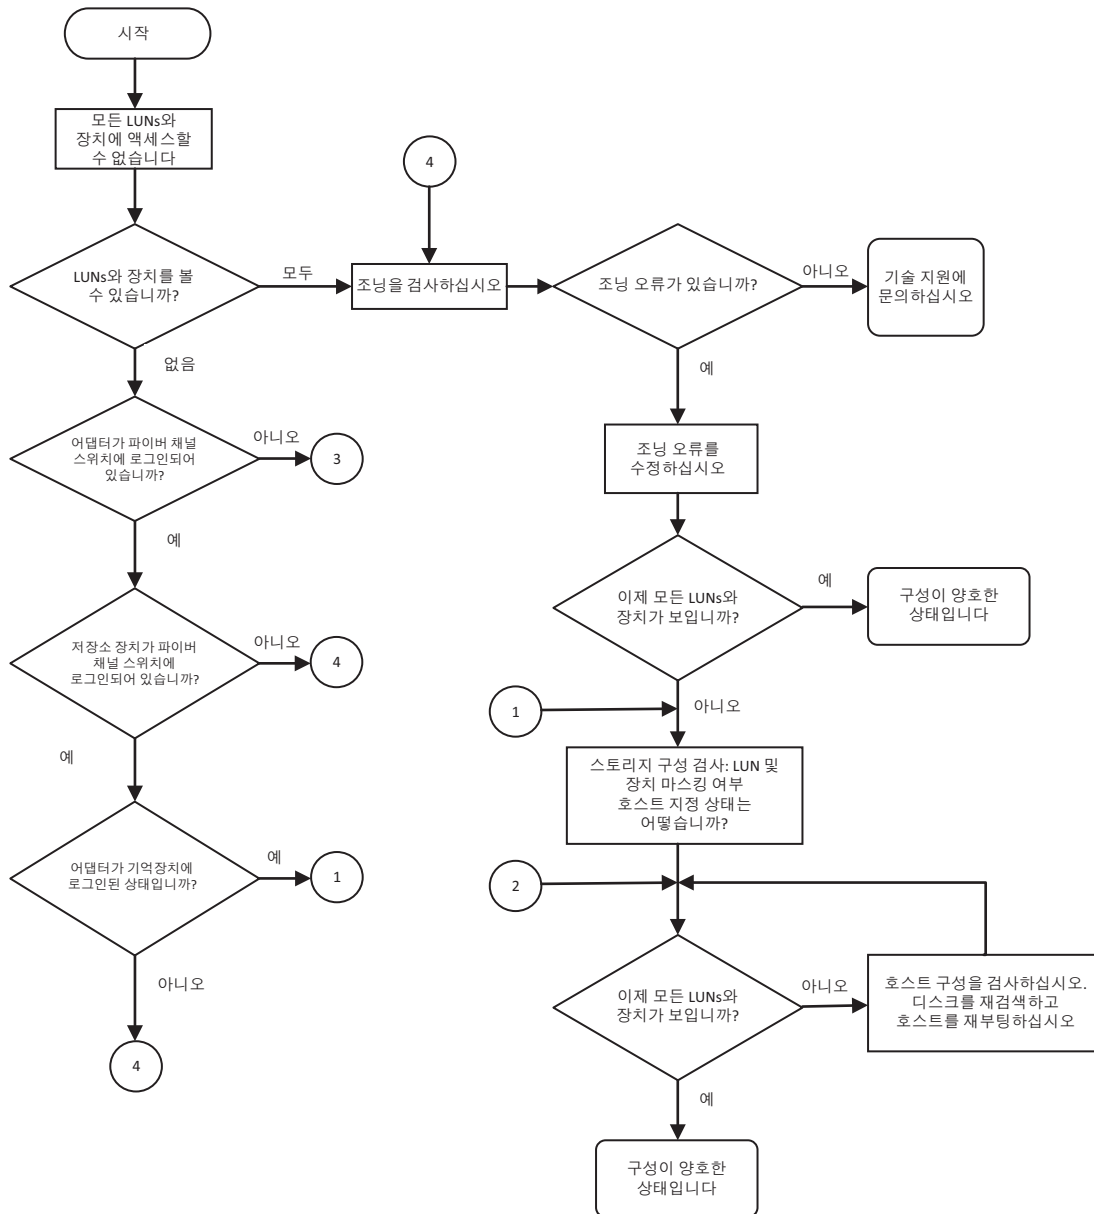 시작
모든 LUNs와
장치에 액세스할
수 없습니다
4
LUNs와 장치를 볼
수 있습니까?
모두
조닝을 검사하십시오
조닝 오류가 있습니까?
아니오
기술 지원에
문의하십시오
없음
예
어댑터가 파이버 채널
스위치에 로그인되어
있습니까?
아니오
3
조닝 오류를
수정하십시오
예
이제 모든 LUNs와
장치가 보입니까?
예
구성이 양호한
상태입니다
저장소 장치가 파이버
채널 스위치에
로그인되어 있습니까?
아니오
4
아니오
1
예
스토리지 구성 검사: LUN 및
장치 마스킹 여부
호스트 지정 상태는
어떻습니까?
어댑터가 기억장치에
로그인된 상태입니까?
예
1
2
아니오
이제 모든 LUNs와
장치가 보입니까?
아니오
호스트 구성을 검사하십시오.
디스크를 재검색하고
호스트를 재부팅하십시오
4
예
구성이 양호한
상태입니다